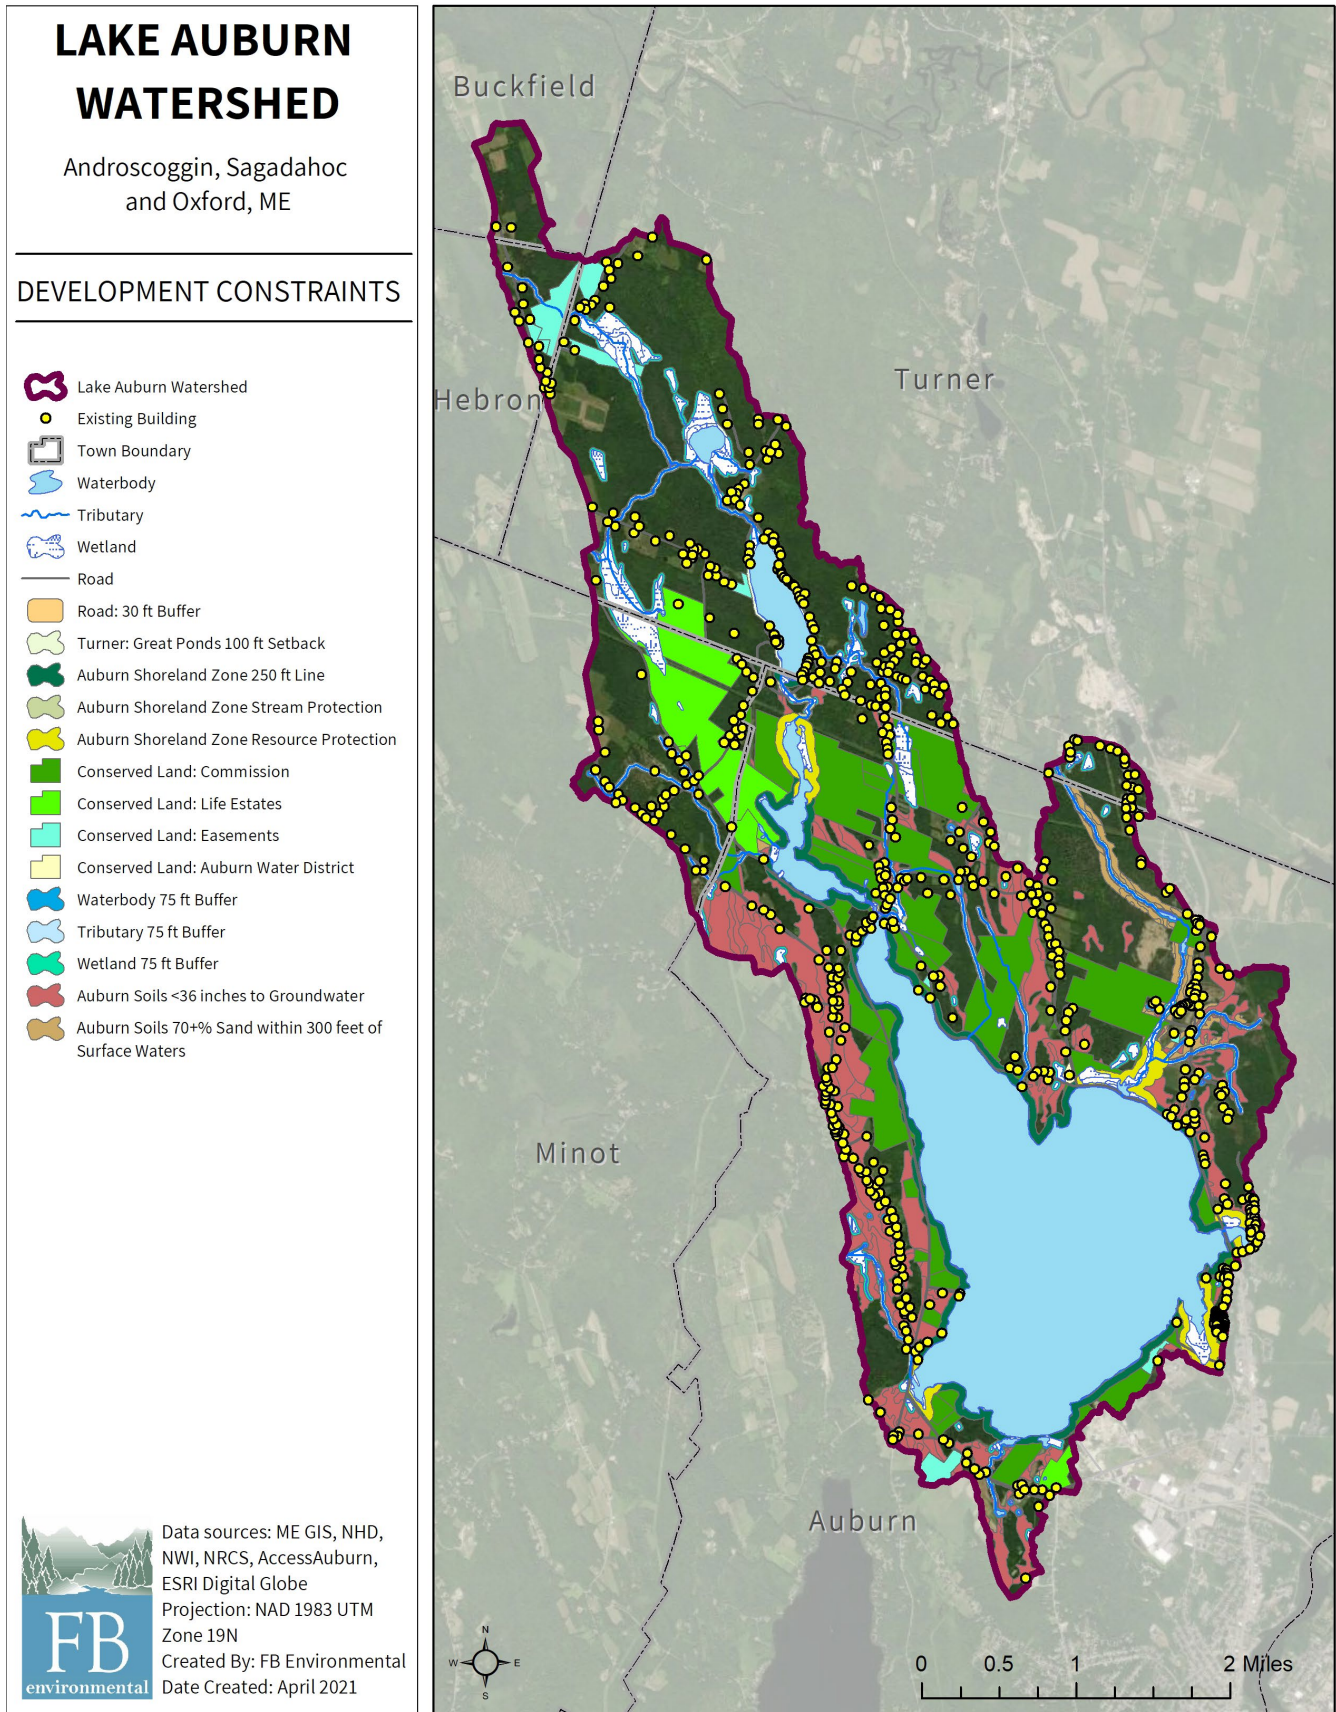 LAKE AUBURN
WATERSHED
Androscoggin, Sagadahoc
and Oxford, ME
DEVELOPMENT CONSTRAINTS
Lake Auburn Watershed
Existing Building
Town Boundary
Waterbody
Tributary
Wetland
Road
Road: 30 ft Buffer
Turner: Great Ponds 100 ft Setback
Auburn Shoreland Zone 250 ft Line
Auburn Shoreland Zone Stream Protection
Auburn Shoreland Zone Resource Protection
Conserved Land: Commission
Conserved Land: Life Estates
Conserved Land: Easements
Conserved Land: Auburn Water District
Waterbody 75 ft Buffer
Tributary 75 ft Buffer
Wetland 75 ft Buffer
Auburn Soils <36 inches to Groundwater
Auburn Soils 70+% Sand within 300 feet of
Surface Waters
FB
environmental
Data sources: ME GIS, NHD,
NWI, NRCS, AccessAuburn,
ESRI Digital Globe
Projection: NAD 1983 UTM
Zone 19N
Created By: FB Environmental
Date Created: April 2021
Buckfield
Turner
Hebron
Minot
Auburn
N
W E
S
0 0.5 1 2 Miles